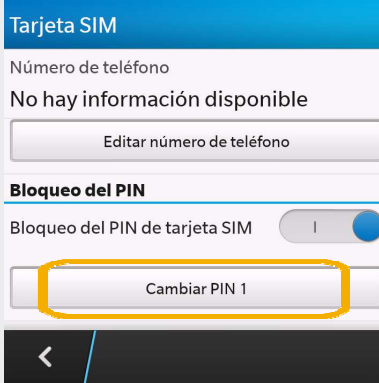 Tarjeta SIM
Número de teléfono
No hay información disponible
Editar número de teléfono
Bloqueo del PIN
Bloqueo del PIN de tarjeta SIM
Cambiar PIN 1